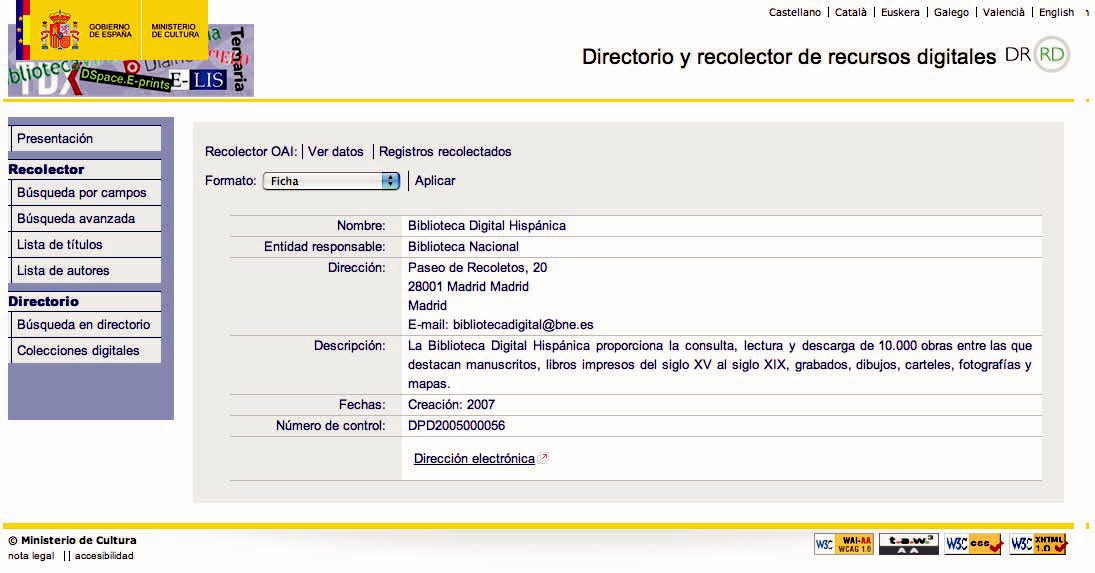 GOBIERNO MINISTERIO
DE ESPAÑA DE CULTURA
Castellano | Català | Euskera | Galego | Valencià | English
Biblioteca
TDX
DSpace.E-prints
E-LIS
Directorio y recolector de recursos digitales DR RD
Presentación
Recolector
Búsqueda por campos
Búsqueda avanzada
Lista de títulos
Lista de autores
Directorio
Búsqueda en directorio
Colecciones digitales
Recolector OAI: | Ver datos | Registros recolectados
Formato: Ficha | Aplicar
Nombre: Biblioteca Digital Hispánica
Entidad responsable: Biblioteca Nacional
Dirección: Paseo de Recoletos, 20
28001 Madrid Madrid
Madrid
E-mail: bibliotecadigital@bne.es
Descripción: La Biblioteca Digital Hispánica proporciona la consulta, lectura y descarga de 10.000 obras entre las que
destacan manuscritos, libros impresos del siglo XV al siglo XIX, grabados, dibujos, carteles, fotografías y
mapas.
Fechas: Creación: 2007
Número de control: DPD2005000056
Dirección electrónica
© Ministerio de Cultura
nota legal || accesibilidad
W3C WAI-AA WCAG 1.0
t.a.w.3 AA
W3C css
W3C XHTML 1.0